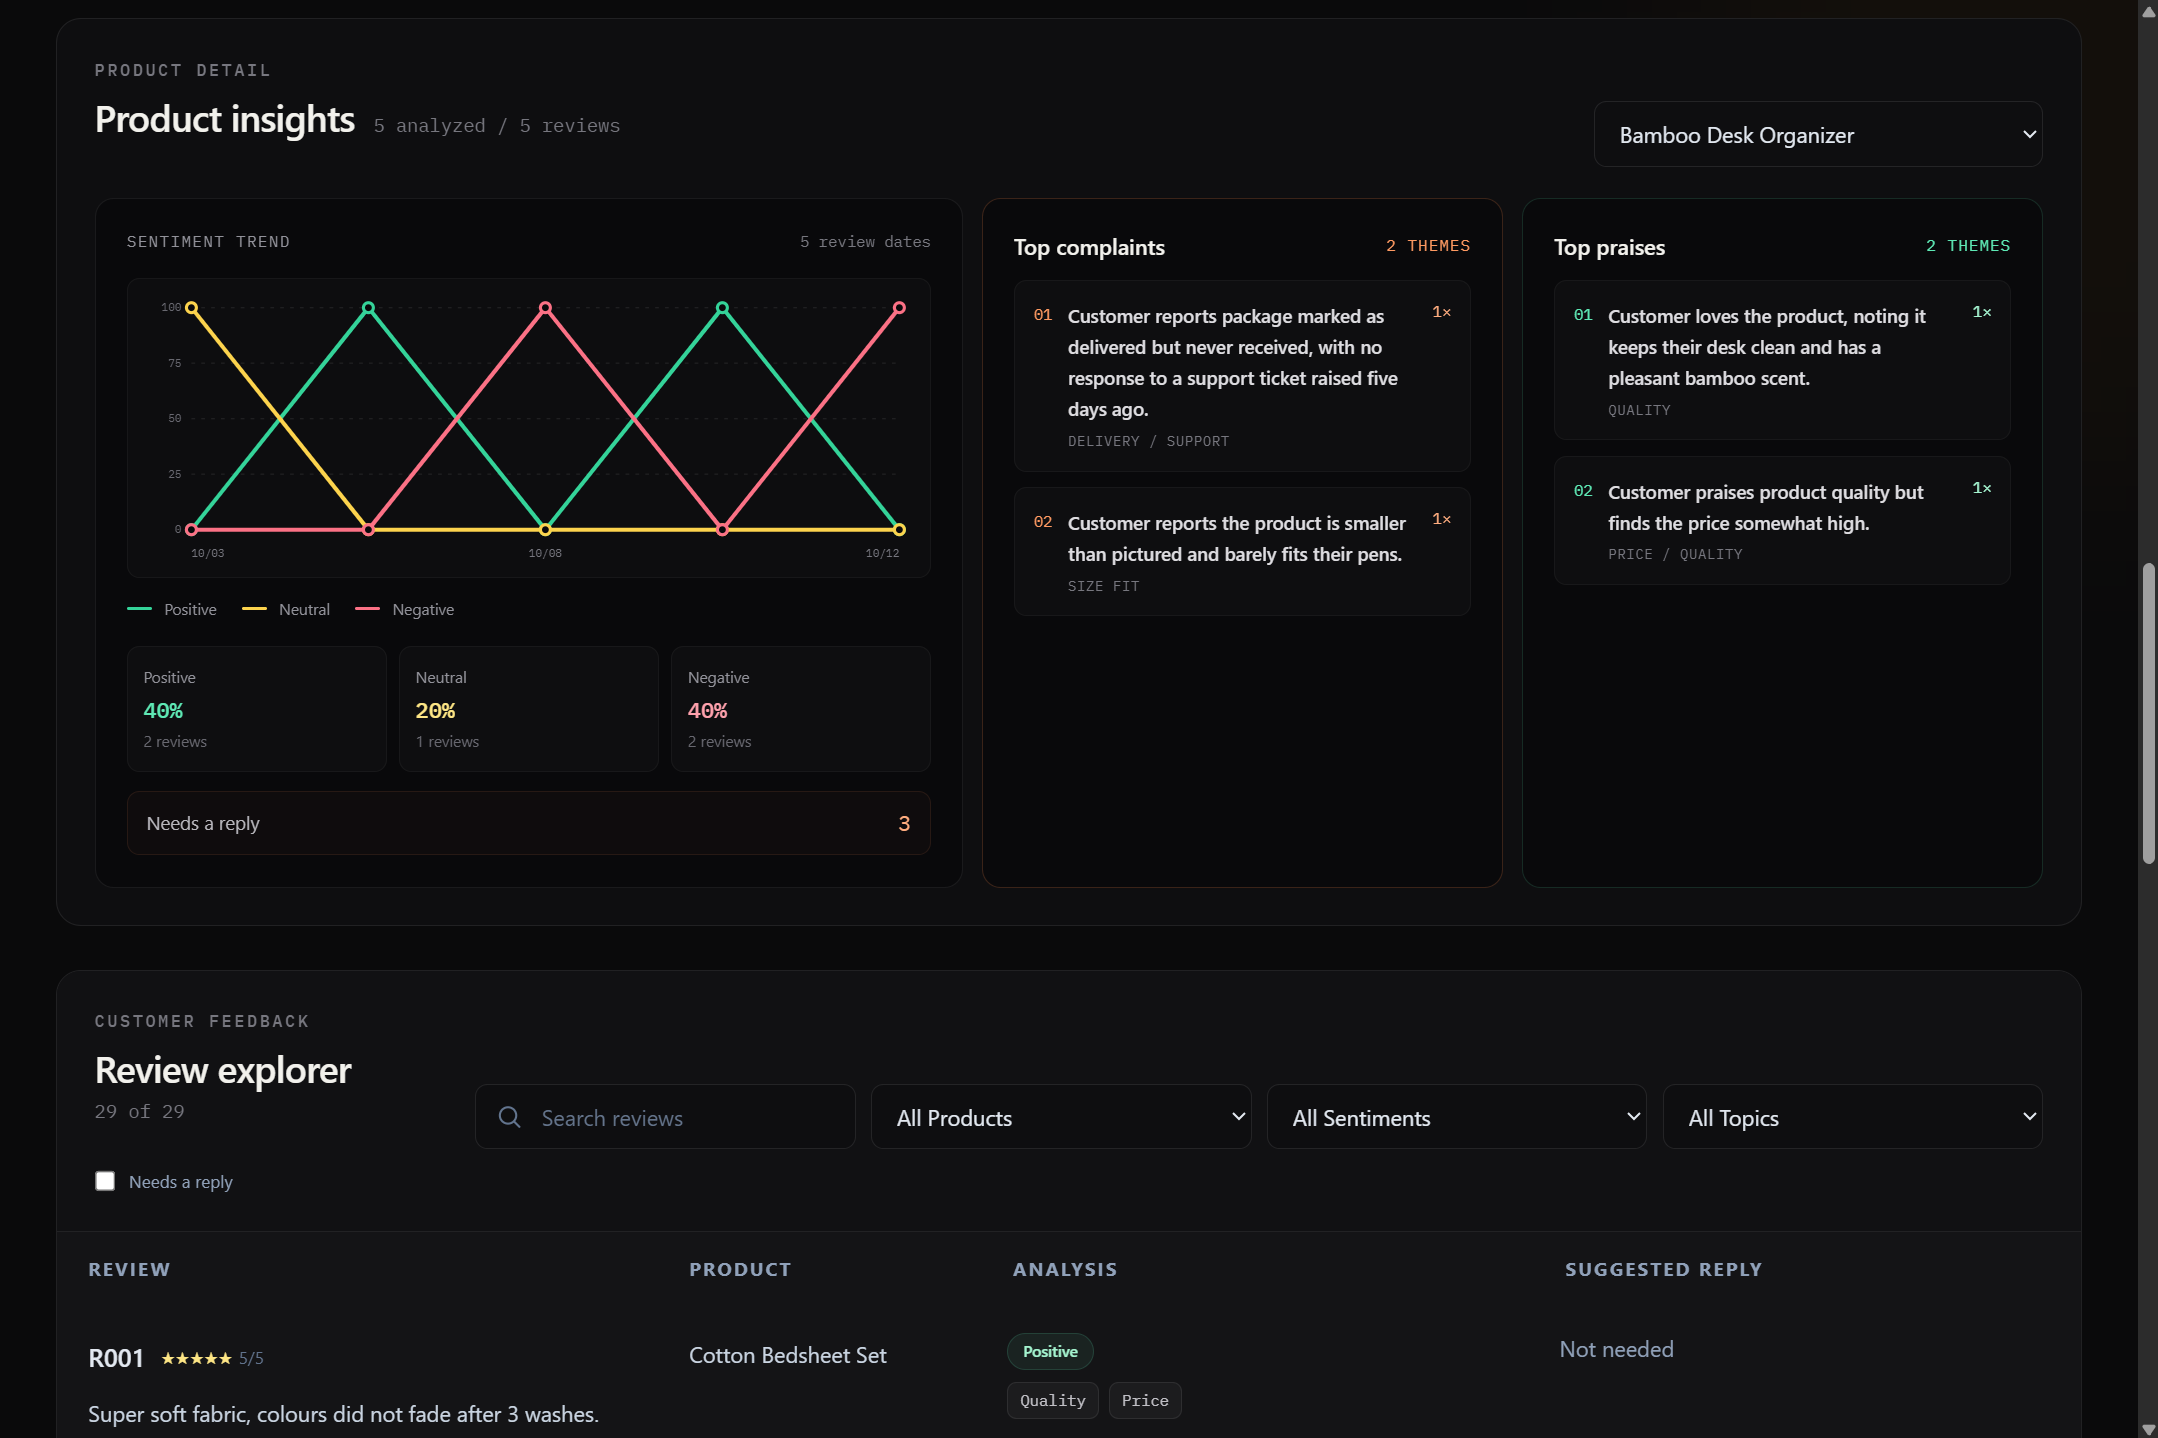 PRODUCT DETAIL
Product insights 5 analyzed / 5 reviews
Bamboo Desk Organizer
SENTIMENT TREND 5 review dates
100
75
50
25
0
10/03 10/08 10/12
Positive Neutral Negative
Positive
40%
2 reviews
Neutral
20%
1 reviews
Negative
40%
2 reviews
Needs a reply 3
Top complaints 2 THEMES
01 Customer reports package marked as 1×
delivered but never received, with no
response to a support ticket raised five
days ago.
DELIVERY / SUPPORT
02 Customer reports the product is smaller 1×
than pictured and barely fits their pens.
SIZE FIT
Top praises 2 THEMES
01 Customer loves the product, noting it 1×
keeps their desk clean and has a
pleasant bamboo scent.
QUALITY
02 Customer praises product quality but 1×
finds the price somewhat high.
PRICE / QUALITY
CUSTOMER FEEDBACK
Review explorer
29 of 29
Search reviews
All Products
All Sentiments
All Topics
Needs a reply
REVIEW PRODUCT ANALYSIS SUGGESTED REPLY
R001 ★★★★★ 5/5
Super soft fabric, colours did not fade after 3 washes.
Cotton Bedsheet Set
Positive
Quality Price
Not needed